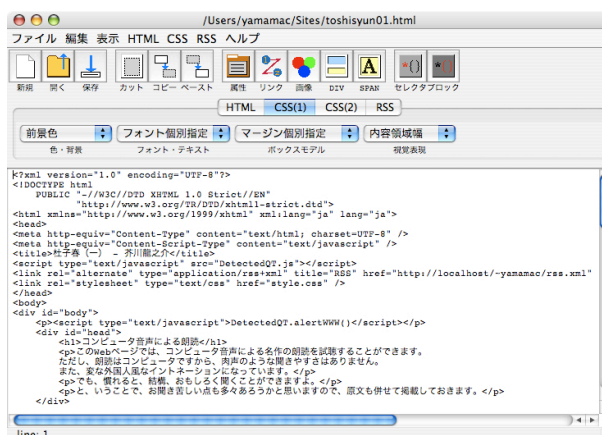 /Users/yamamac/Sites/toshisyun01.html
ファイル 編集 表示 HTML CSS RSS ヘルプ
新規 開く 保存 カット コピー ペースト 属性 リンク 画像 DIV SPAN セレクタブロック
HTML CSS(1) CSS(2) RSS
前景色 フォント個別指定 マージン個別指定 内容領域幅
色・背景 フォント・テキスト ボックスモデル 視覚表現
<?xml version="1.0" encoding="UTF-8"?>
<!DOCTYPE html
PUBLIC "-//W3C//DTD XHTML 1.0 Strict//EN"
"http://www.w3.org/TR/DTD/xhtml1-strict.dtd">
<html xmlns="http://www.w3.org/1999/xhtml" xml:lang="ja" lang="ja">
<head>
<meta http-equiv="Content-Type" content="text/html; charset=UTF-8" />
<meta http-equiv="Content-Script-Type" content="text/javascript" />
<title>杜子春（一） - 芥川龍之介</title>
<script type="text/javascript" src="DetectedQT.js"></script>
<link rel="alternate" type="application/rss+xml" title="RSS" href="http://localhost/~yamamac/rss.xml"
<link rel="stylesheet" type="text/css" href="style.css" />
</head>
<body>
<div id="body">
<p><script type="text/javascript">DetectedQT.alertWWW()</script></p>
<div id="head">
<h1>コンピュータ音声による朗読</h1>
<p>このWebページでは、コンピュータ音声による名作の朗読を試聴することができます。
ただし、朗読はコンピュータですから、肉声のような聞きやすさはありません。
また、変な外国人風なイントネーションになっています。</p>
<p>でも、慣れると、結構、おもしろく聞くことができますよ。</p>
<p>と、いうことで、お聞き苦しい点も多々あろうかと思いますので、原文も併せて掲載しておきます。</p>
</div>
line: 1